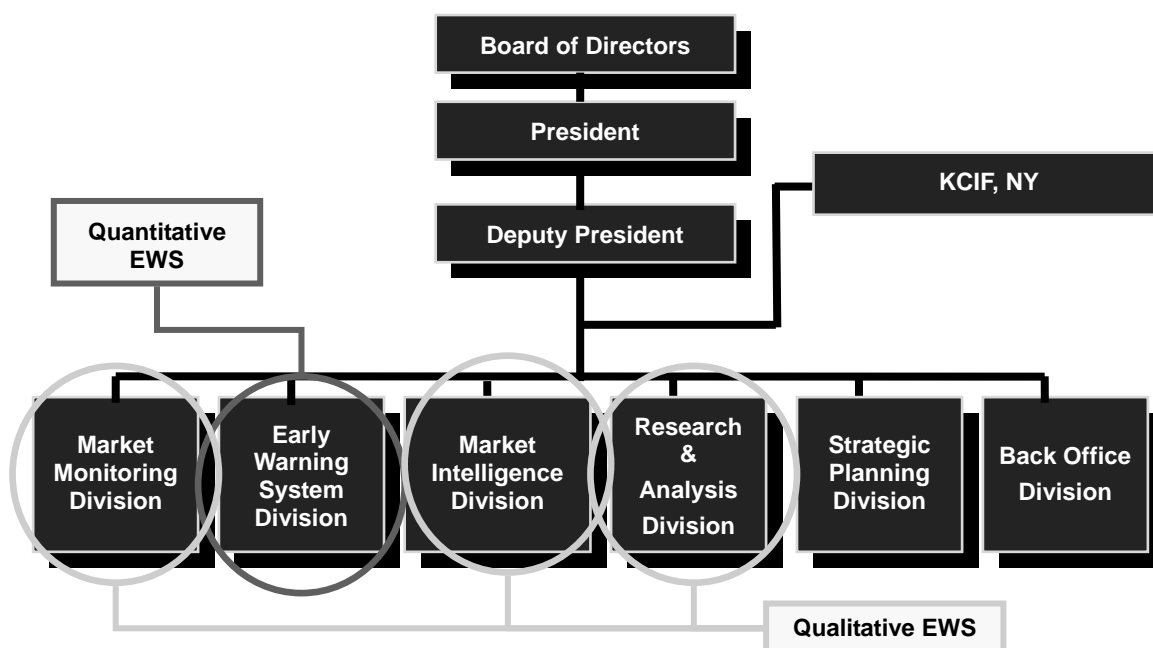 Board of Directors
President
KCIF, NY
Deputy President
Quantitative
EWS
Market
Monitoring
Division
Early
Warning
System
Division
Market
Intelligence
Division
Research
&
Analysis
Division
Strategic
Planning
Division
Back Office
Division
Qualitative EWS